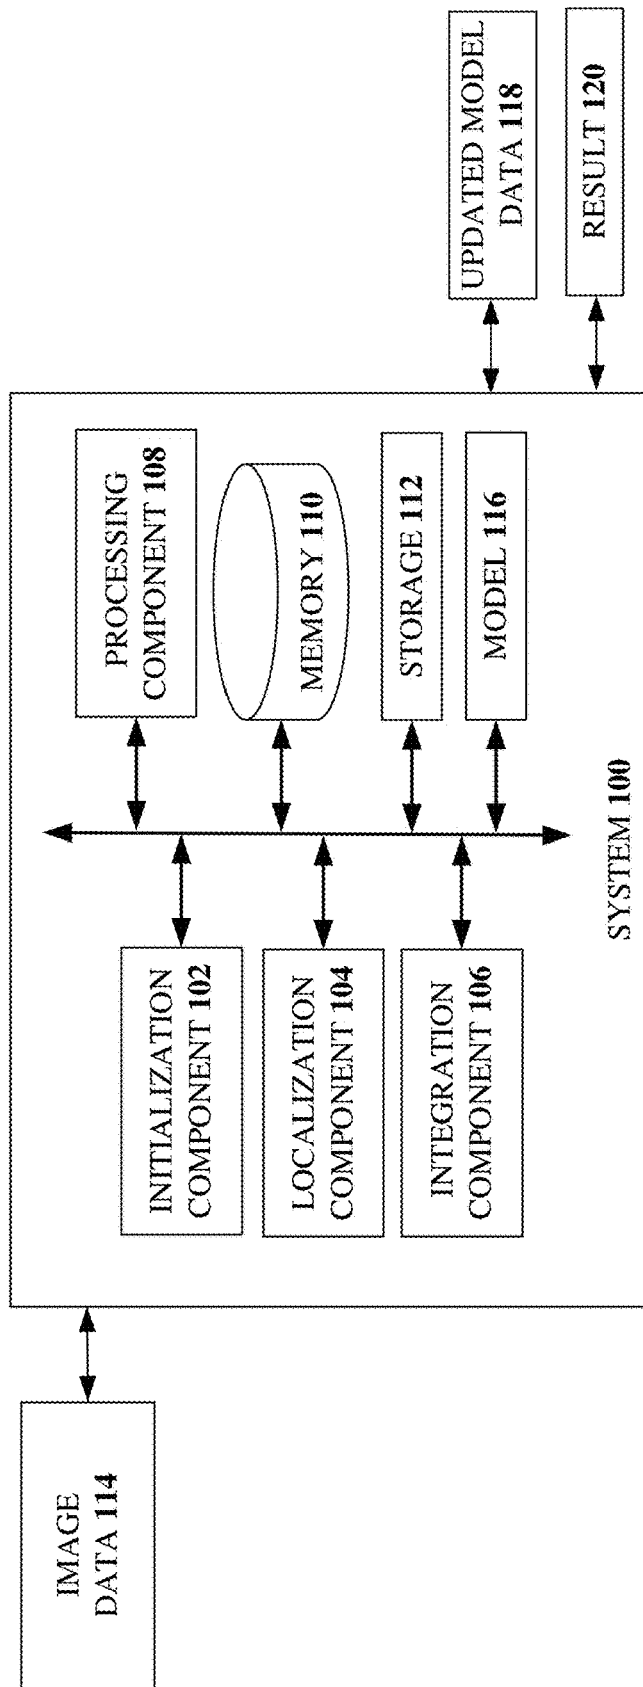 IMAGE
DATA 114
INITIALIZATION
COMPONENT 102
LOCALIZATION
COMPONENT 104
INTEGRATION
COMPONENT 106
PROCESSING
COMPONENT 108
MEMORY 110
STORAGE 112
MODEL 116
SYSTEM 100
UPDATED MODEL
DATA 118
RESULT 120